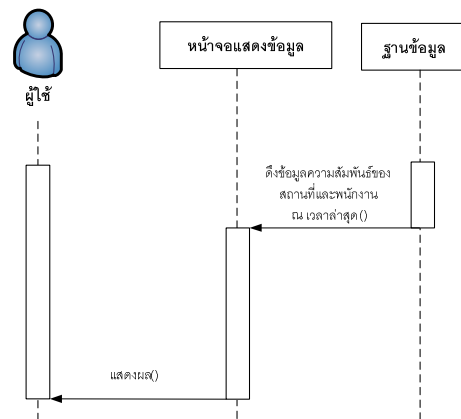 หน้าจอแสดงข้อมูล
ฐานข้อมูล
ผู้ใช้
ดึงข้อมูลความสัมพันธ์ของ
สถานที่และพนักงาน
ณ เวลาล่าสุด()
แสดงผล()